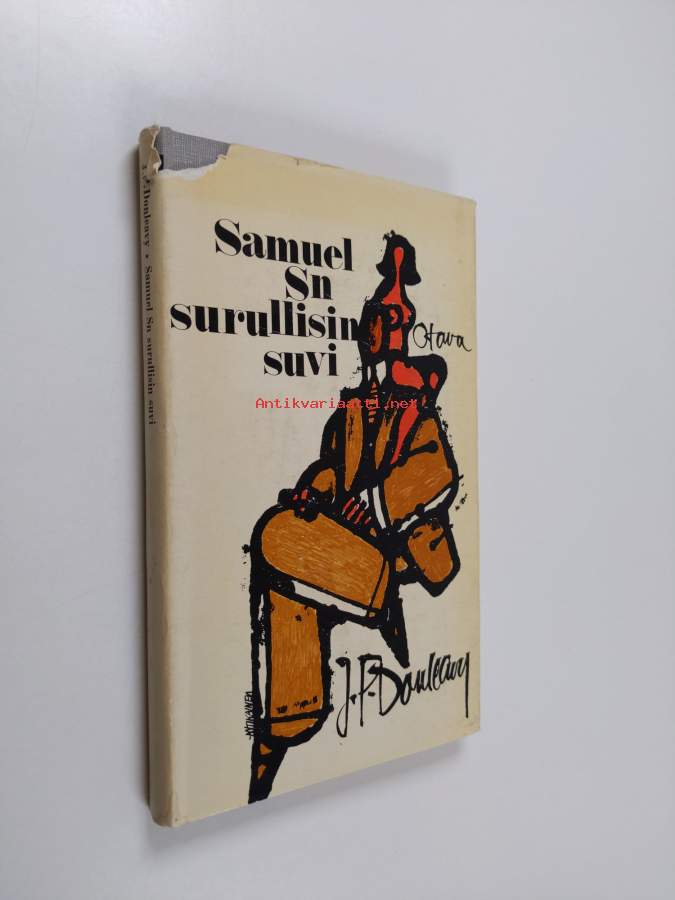 J.P. Donleavy • Samuel Sn surullisin suvi
Samuel
Sn
surullisin
suvi
Otava
Antikvariaatti.net
J.P. Donleavy